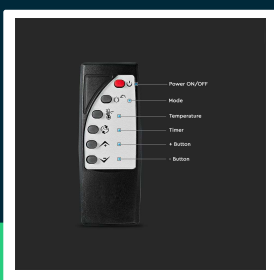 Power ON/OFF
Mode
Temperature
Timer
+ Button
- Button